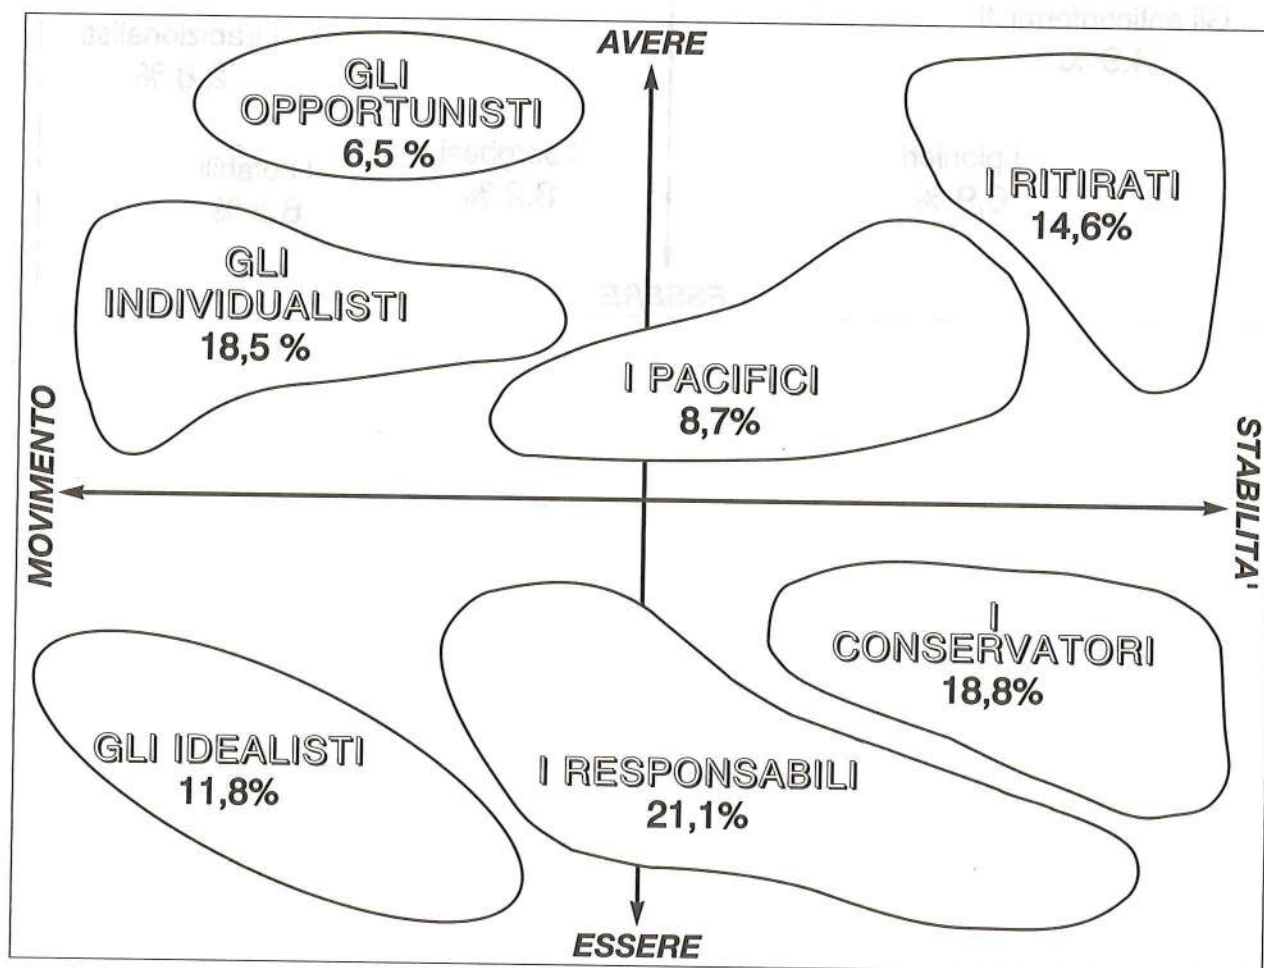 AVERE
GLI
OPPORTUNISTI
6,5 %
I RITIRATI
14,6%
GLI
INDIVIDUALISTI
18,5 %
I PACIFICI
8,7%
MOVIMENTO
STABILITA'
I
CONSERVATORI
18,8%
GLI IDEALISTI
11,8%
I RESPONSABILI
21,1%
ESSERE